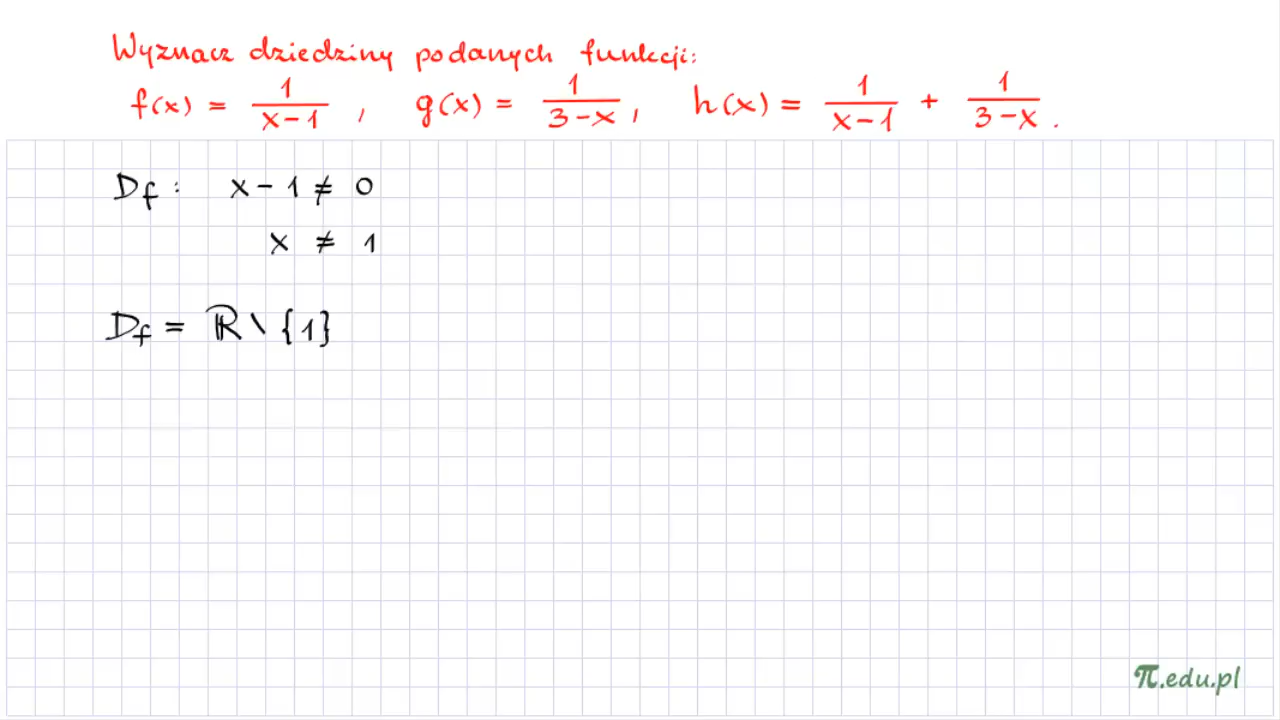 Wyznacz dziedziny podanych funkcji:
f(x) = 1/(x-1), g(x) = 1/(3-x), h(x) = 1/(x-1) + 1/(3-x).
Df: x-1 ≠ 0
x ≠ 1
Df = ℝ \ {1}
π.edu.pl